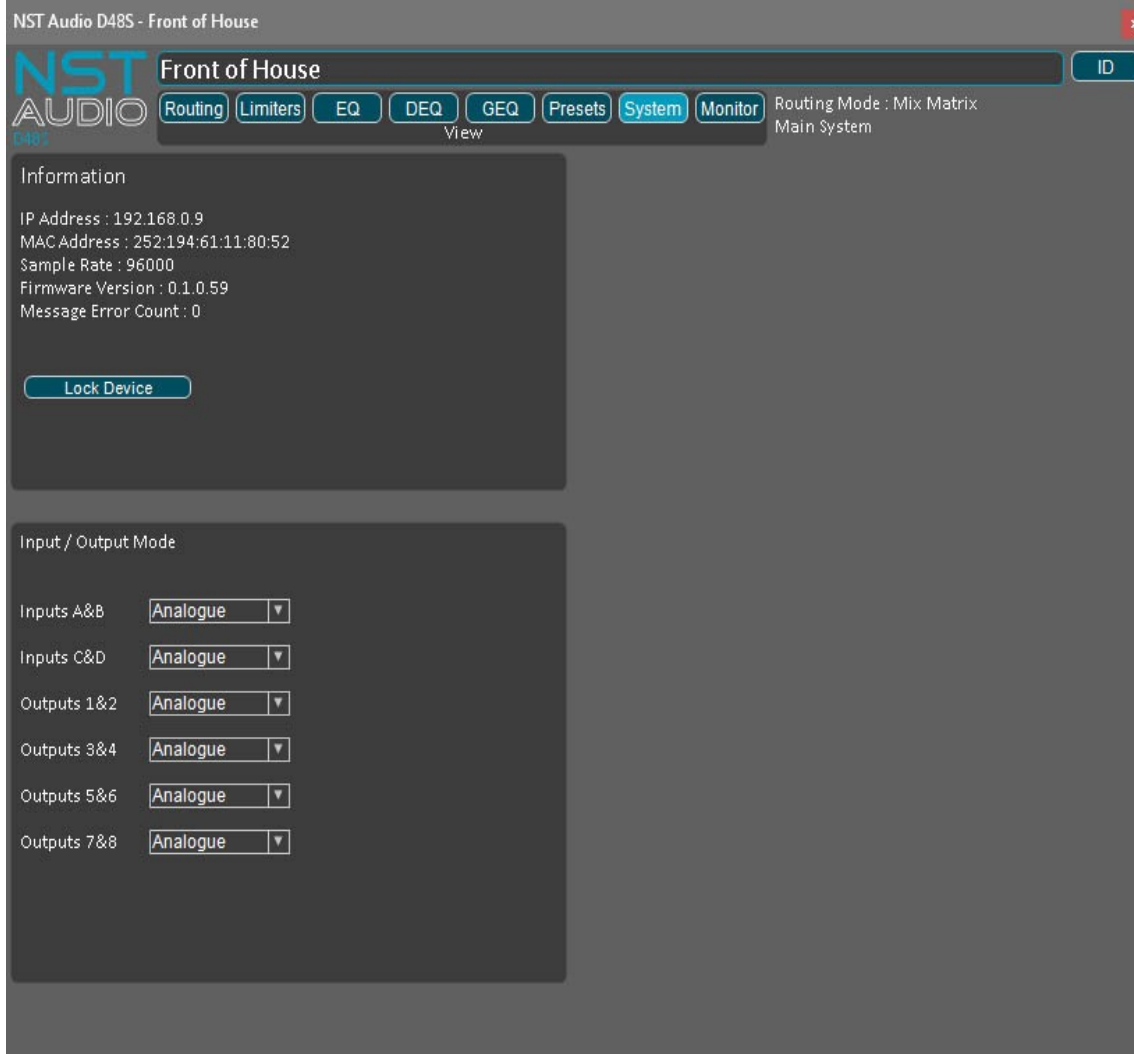 NST Audio D48S - Front of House
x
NST
AUDIO
D48S
Front of House
ID
Routing Limiters EQ DEQ GEQ Presets System Monitor
View
Routing Mode : Mix Matrix
Main System
Information
IP Address : 192.168.0.9
MAC Address : 252:194:61:11:80:52
Sample Rate : 96000
Firmware Version : 0.1.0.59
Message Error Count : 0
Lock Device
Input / Output Mode
Inputs A&B Analogue
Inputs C&D Analogue
Outputs 1&2 Analogue
Outputs 3&4 Analogue
Outputs 5&6 Analogue
Outputs 7&8 Analogue